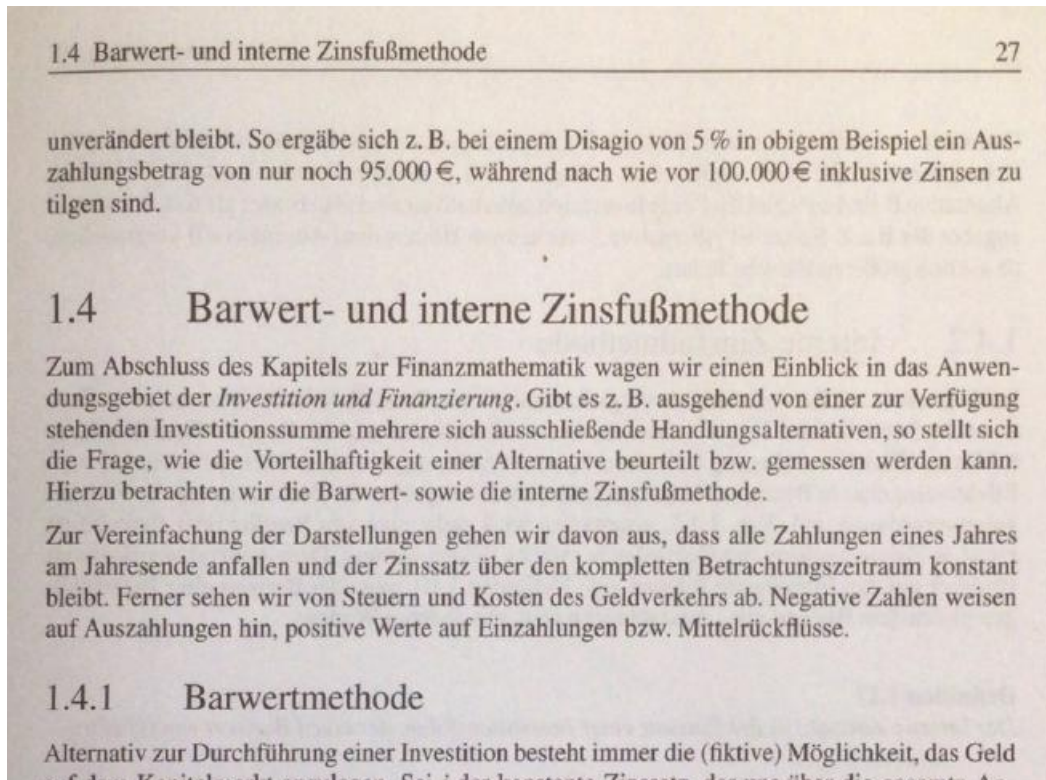 1.4 Barwert- und interne Zinsfußmethode 27
unverändert bleibt. So ergäbe sich z. B. bei einem Disagio von 5 % in obigem Beispiel ein Aus-
zahlungsbetrag von nur noch 95.000 €, während nach wie vor 100.000 € inklusive Zinsen zu
tilgen sind.
1.4 Barwert- und interne Zinsfußmethode
Zum Abschluss des Kapitels zur Finanzmathematik wagen wir einen Einblick in das Anwen-
dungsgebiet der Investition und Finanzierung. Gibt es z. B. ausgehend von einer zur Verfügung
stehenden Investitionssumme mehrere sich ausschließende Handlungsalternativen, so stellt sich
die Frage, wie die Vorteilhaftigkeit einer Alternative beurteilt bzw. gemessen werden kann.
Hierzu betrachten wir die Barwert- sowie die interne Zinsfußmethode.
Zur Vereinfachung der Darstellungen gehen wir davon aus, dass alle Zahlungen eines Jahres
am Jahresende anfallen und der Zinssatz über den kompletten Betrachtungszeitraum konstant
bleibt. Ferner sehen wir von Steuern und Kosten des Geldverkehrs ab. Negative Zahlen weisen
auf Auszahlungen hin, positive Werte auf Einzahlungen bzw. Mittelrückflüsse.
1.4.1 Barwertmethode
Alternativ zur Durchführung einer Investition besteht immer die (fiktive) Möglichkeit, das Geld